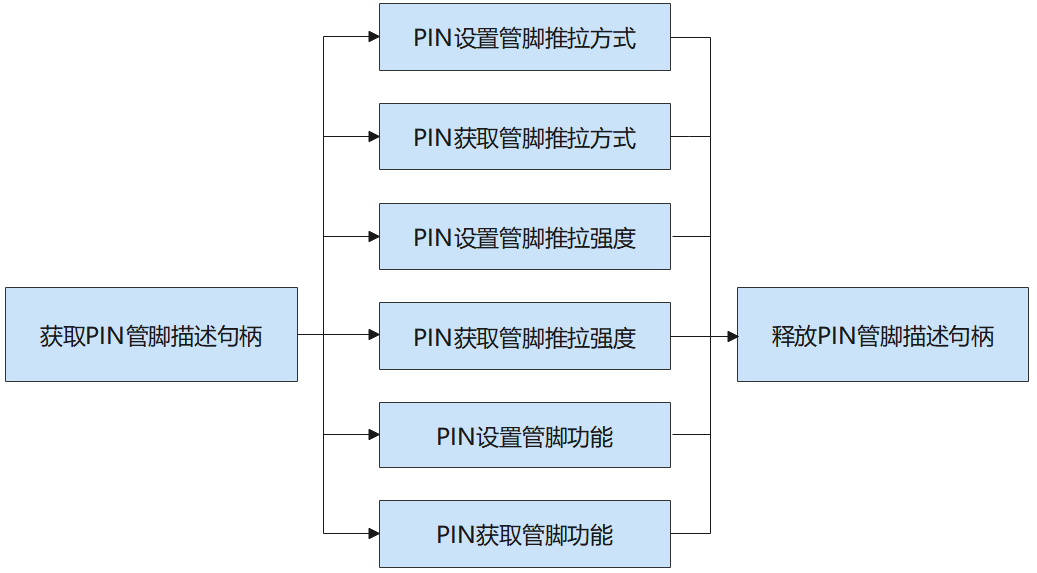 获取PIN管脚描述句柄
PIN设置管脚推拉方式
PIN获取管脚推拉方式
PIN设置管脚推拉强度
PIN获取管脚推拉强度
PIN设置管脚功能
PIN获取管脚功能
释放PIN管脚描述句柄